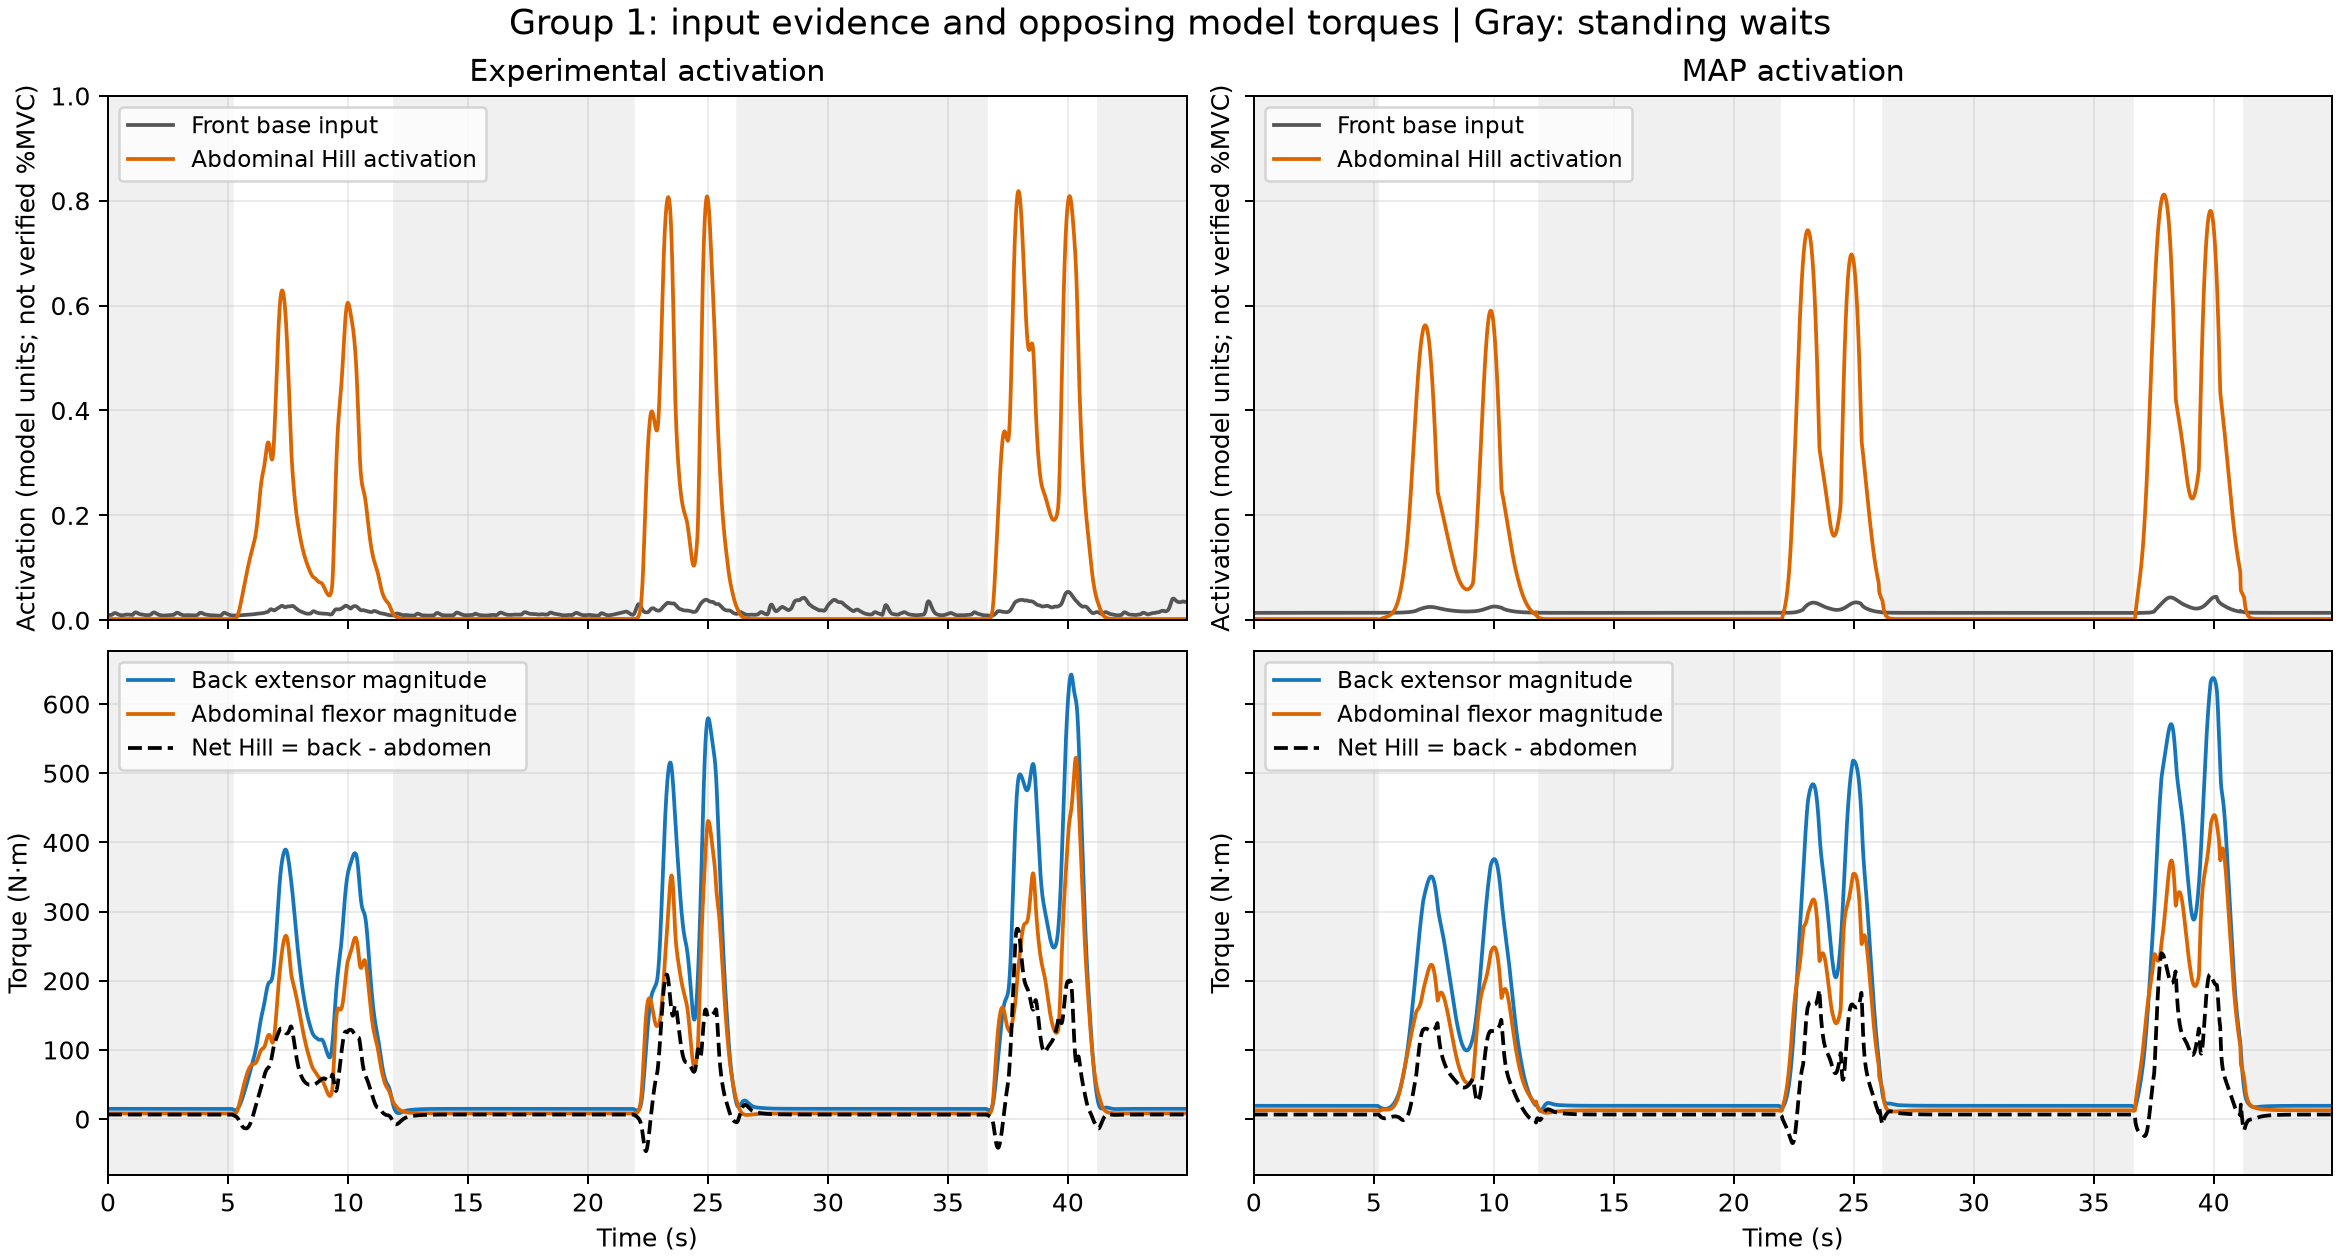 Group 1: input evidence and opposing model torques | Gray: standing waits
Experimental activation
MAP activation
Activation (model units; not verified %MVC)
1.0
0.8
0.6
0.4
0.2
0.0
Front base input
Abdominal Hill activation
Activation (model units; not verified %MVC)
Front base input
Abdominal Hill activation
Torque (N·m)
600
500
400
300
200
100
0
Back extensor magnitude
Abdominal flexor magnitude
Net Hill = back - abdomen
0 5 10 15 20 25 30 35 40
Time (s)
Torque (N·m)
Back extensor magnitude
Abdominal flexor magnitude
Net Hill = back - abdomen
0 5 10 15 20 25 30 35 40
Time (s)